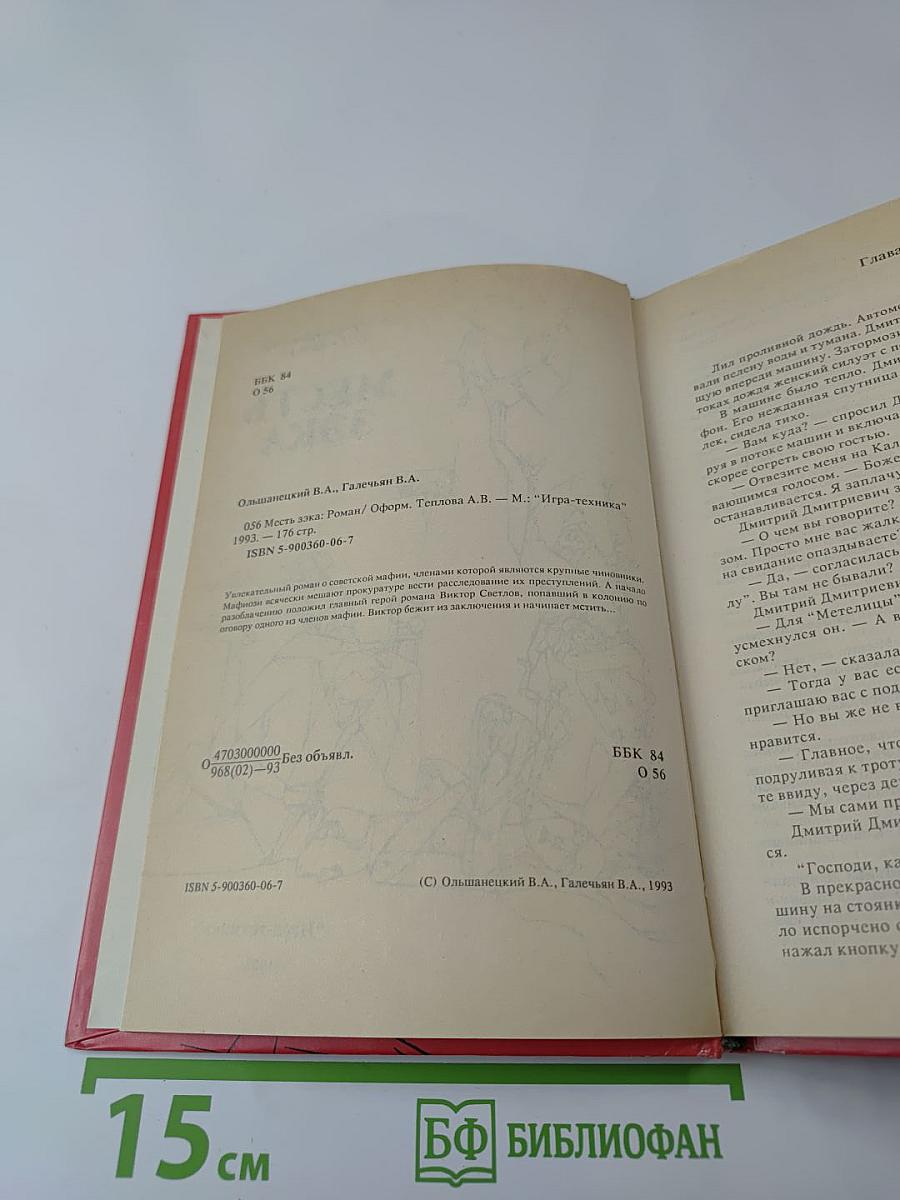 ББК 84
О 56
Ольшанецкий В.А., Галечьян В.А.
056 Месть зэка: Роман/ Оформ. Теплова А.В. — М.: “Игра-техника”
1993. — 176 стр.
ISBN 5-900360-06-7
Увлекательный роман о советской мафии, членами которой являются крупные чиновники.
Мафиози всячески мешают прокуратуре вести расследование их преступлений. А начало
разоблачению положил главный герой романа Виктор Светлов, попавший в колонию по
оговору одного из членов мафии. Виктор бежит из заключения и начинает мстить...
О 4703000000 Без объявл.
968(02)—93
ББК 84
О 56
ISBN 5-900360-06-7
(С) Ольшанецкий В.А., Галечьян В.А., 1993
Глава
Лил проливной дождь. Автом
вали пелену воды и тумана. Дмит
щую впереди машину. Затормози
токах дождя женский силуэт с п
В машине было тепло. Дми
фон. Его нежданная спутница
лек, сидела тихо.
— Вам куда? — спросил Д
руя в потоке машин и включа
скорее согреть свою гостью.
— Отвезите меня на Кал
вающимся голосом. — Боже
останавливается. Я заплачу
Дмитрий Дмитриевич з
— О чем вы говорите?
зом. Просто мне вас жалк
на свидание опаздываете?
— Да, — согласилась
лу”. Вы там не бывали?
Дмитрий Дмитриеви
— Для “Метелицы”
усмехнулся он. — А в
ском?
— Нет, — сказала
— Тогда у вас ес
приглашаю вас с под
— Но вы же не в
нравится.
— Главное, что
подруливая к троту
те ввиду, через де
— Мы сами пр
Дмитрий Дми
ся.
“Господи, ка
В прекрасно
шину на стоянк
ло испорчено с
нажал кнопку
15 см
БФ БИБЛИОФАН